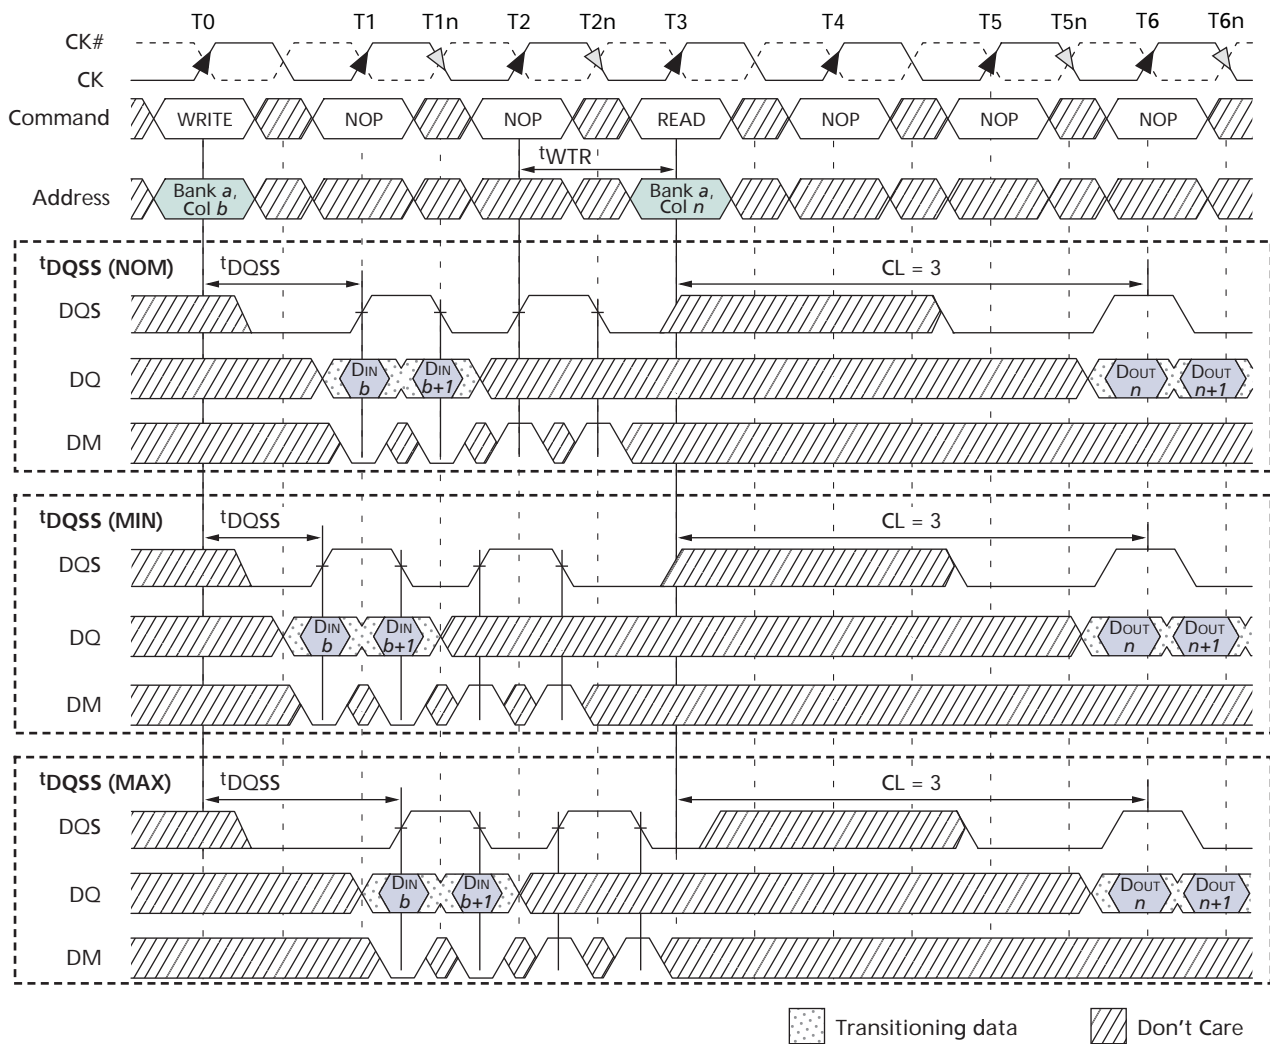 T0 T1 T1n T2 T2n T3 T4 T5 T5n T6 T6n
CK#
CK
Command WRITE NOP NOP READ NOP NOP NOP
tWTR
Address Bank a, Col b Bank a, Col n
tDQSS (NOM) tDQSS CL = 3
DQS
DQ DIN b DIN b+1 DOUT n DOUT n+1
DM
tDQSS (MIN) tDQSS CL = 3
DQS
DQ DIN b DIN b+1 DOUT n DOUT n+1
DM
tDQSS (MAX) tDQSS CL = 3
DQS
DQ DIN b DIN b+1 DOUT n DOUT n+1
DM
Transitioning data Don't Care